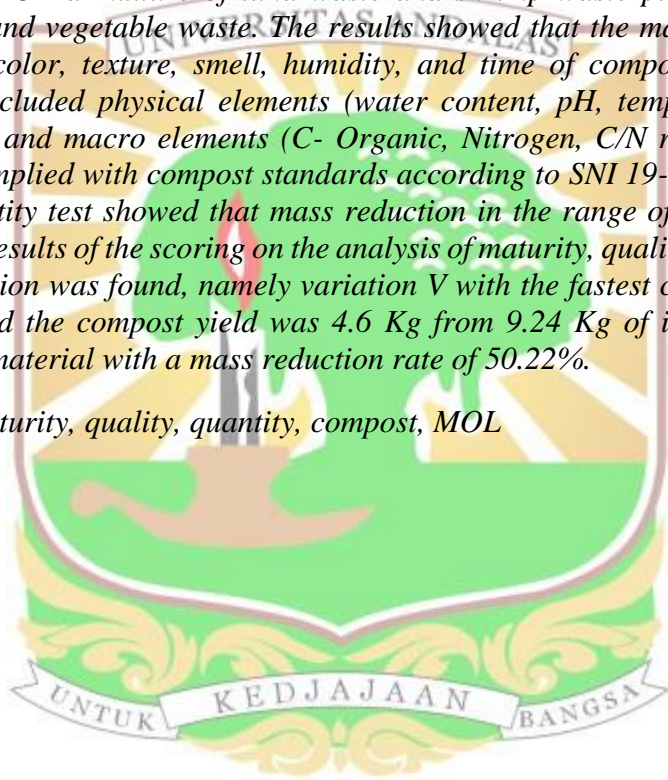 and vegetable waste. The results showed that the ma
UNIVERSITAS ANDALAS
color, texture, smell, humidity, and time of compo
cluded physical elements (water content, pH, temp
and macro elements (C- Organic, Nitrogen, C/N r
mplied with compost standards according to SNI 19-
tity test showed that mass reduction in the range of
esults of the scoring on the analysis of maturity, quali
ion was found, namely variation V with the fastest c
d the compost yield was 4.6 Kg from 9.24 Kg of i
material with a mass reduction rate of 50.22%.
turity, quality, quantity, compost, MOL
UNTUK KEDJAJAAN BANGSA